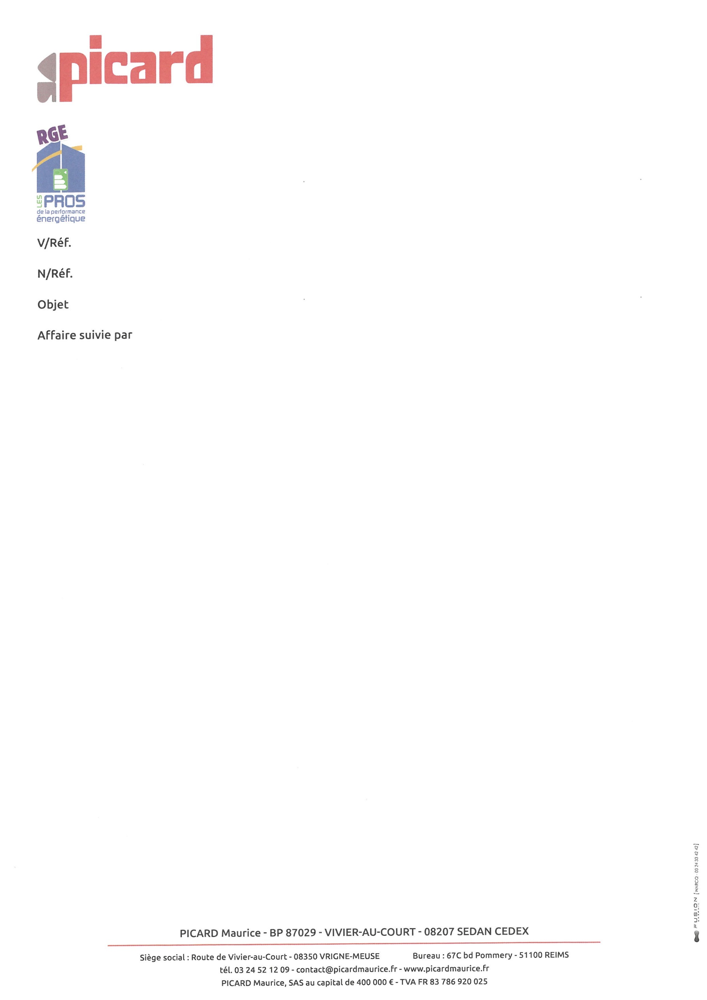 picard
RGE
LES PROS
de la performance
énergétique
V/Réf.
N/Réf.
Objet
Affaire suivie par
FUSION [WARCQ - 03 24 33 42 42]
GRAPHIC
PICARD Maurice - BP 87029 - VIVIER-AU-COURT - 08207 SEDAN CEDEX
Siège social : Route de Vivier-au-Court - 08350 VRIGNE-MEUSE Bureau : 67C bd Pommery - 51100 REIMS
tél. 03 24 52 12 09 - contact@picardmaurice.fr - www.picardmaurice.fr
PICARD Maurice, SAS au capital de 400 000 € - TVA FR 83 786 920 025